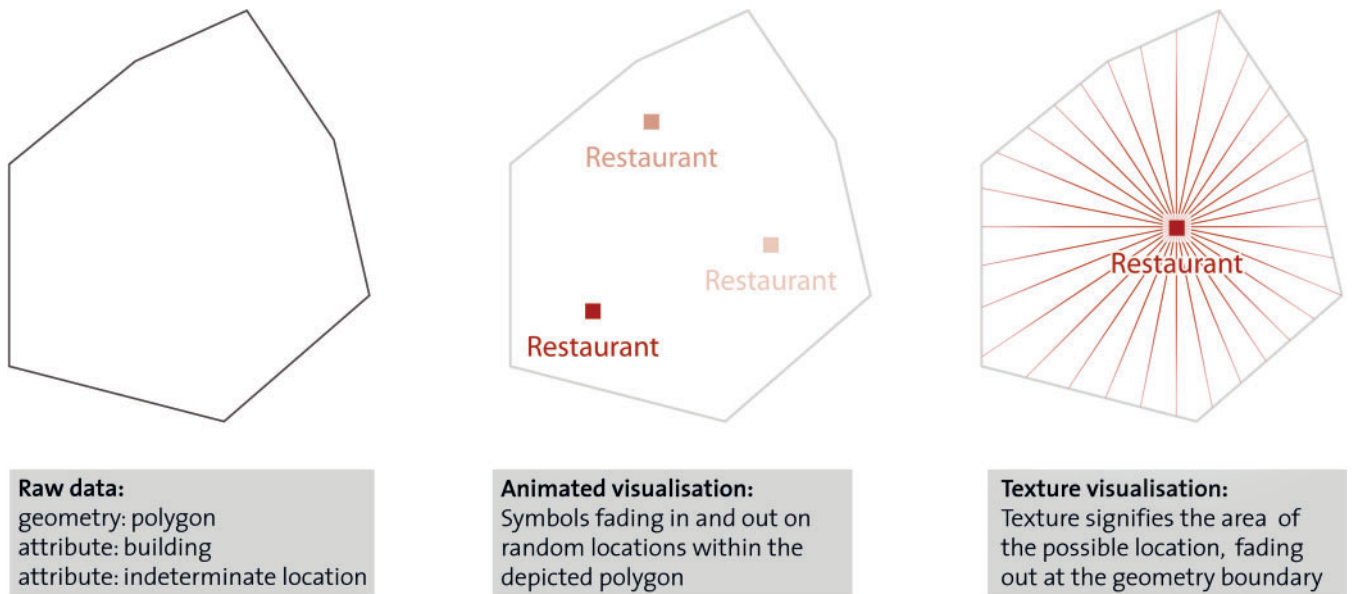 Restaurant
Restaurant
Restaurant
Restaurant
Raw data:
geometry: polygon
attribute: building
attribute: indeterminate location
Animated visualisation:
Symbols fading in and out on
random locations within the
depicted polygon
Texture visualisation:
Texture signifies the area of
the possible location, fading
out at the geometry boundary